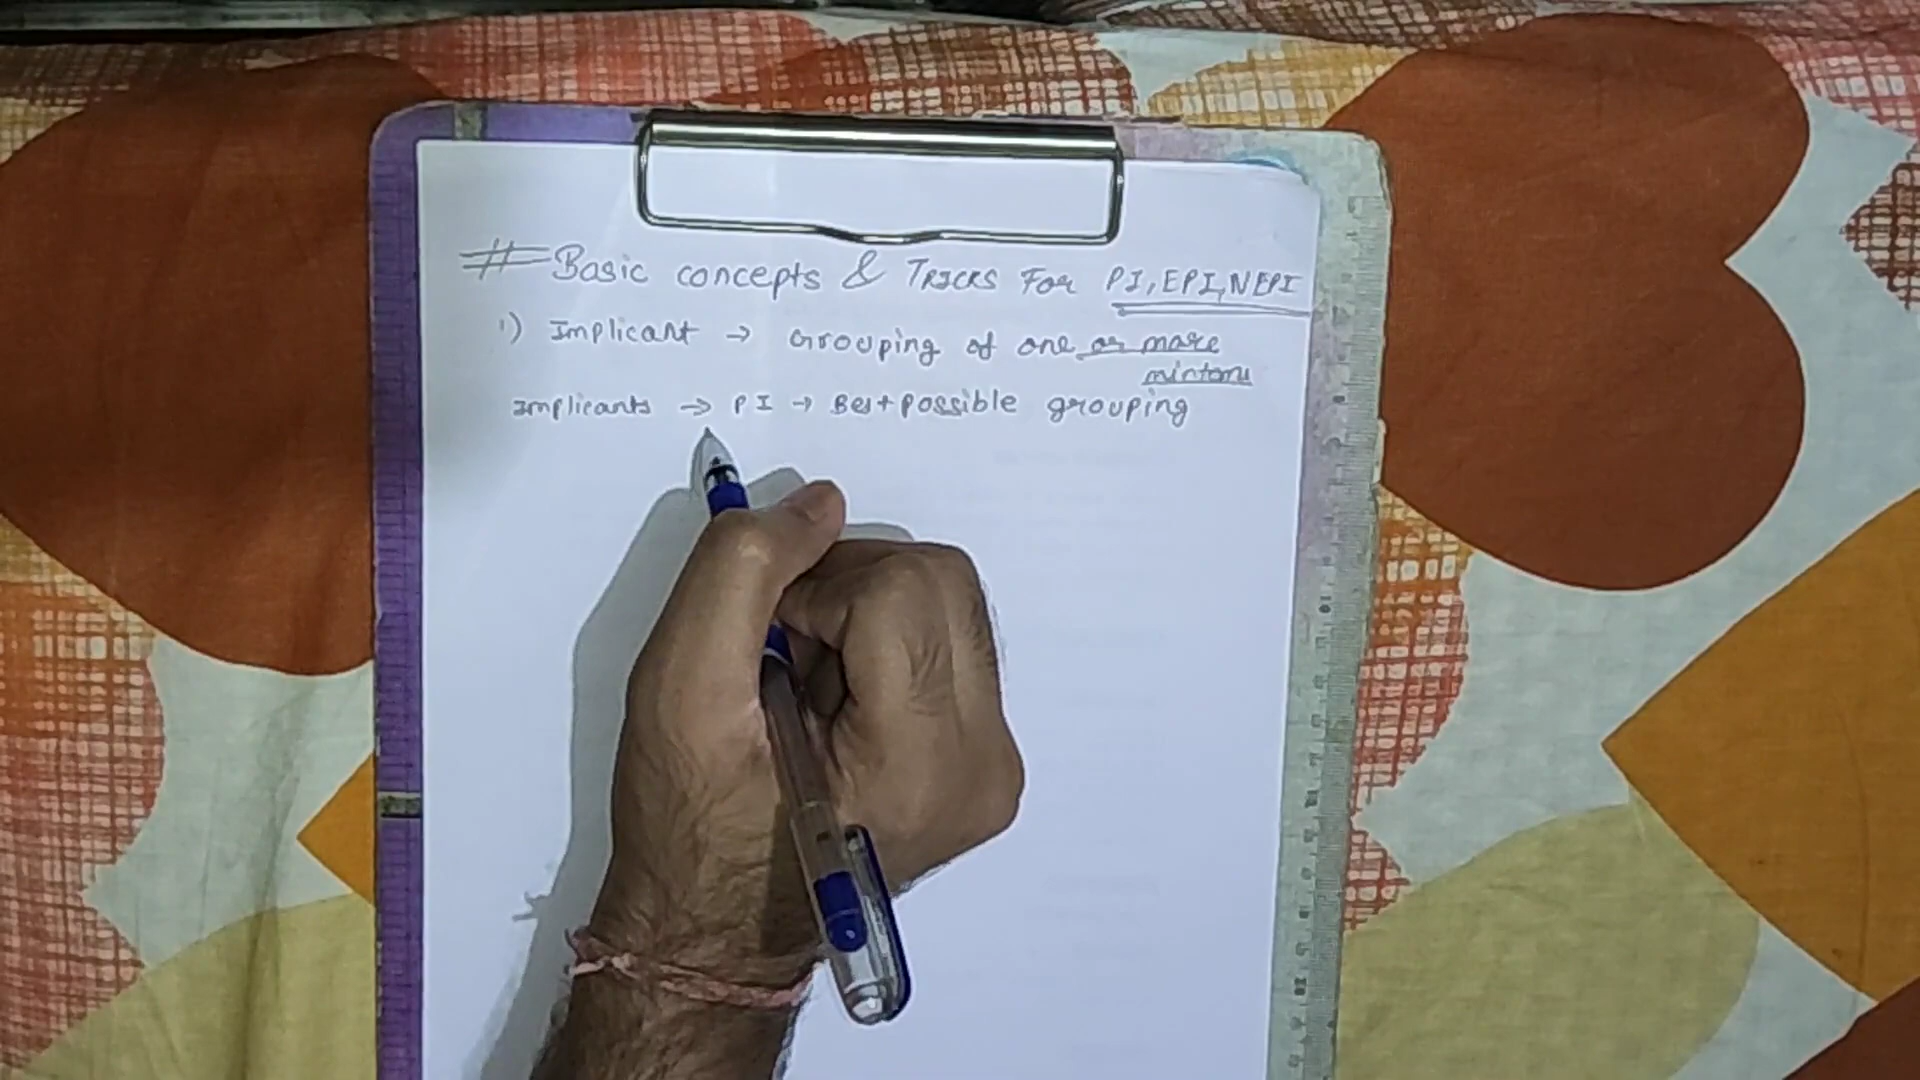 # Basic concepts & TRICKS FOR PI, EPI, NEPI
1) Implicant → Grouping of one or more
mintoms
Implicants → PI → Best possible grouping